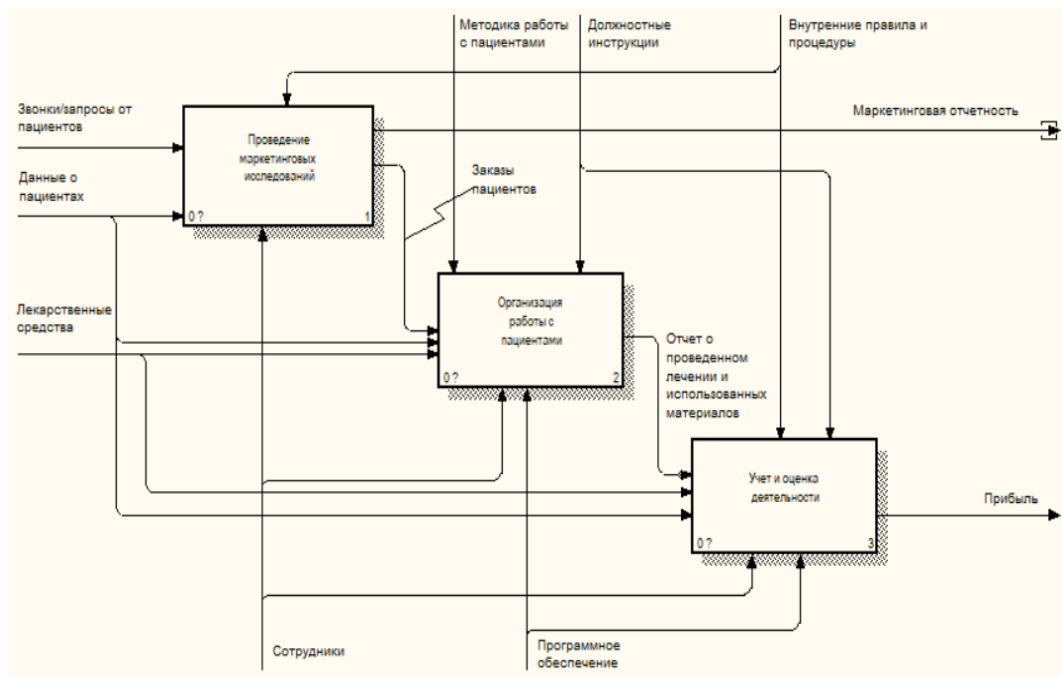 Методика работы
с пациентами
Должностные
инструкции
Внутренние правила и
процедуры
Звонки/запросы от
пациентов
Маркетинговая отчетность
Проведение
маркетинговых
исследований
Данные о
пациентах
0 ?
1
Заказы
пациентов
Лекарственные
средства
Организация
работы с
пациентами
0 ?
2
Отчет о
проведенном
лечении и
использованных
материалов
Учет и оценка
деятельности
0 ?
3
Прибыль
Сотрудники
Программное
обеспечение